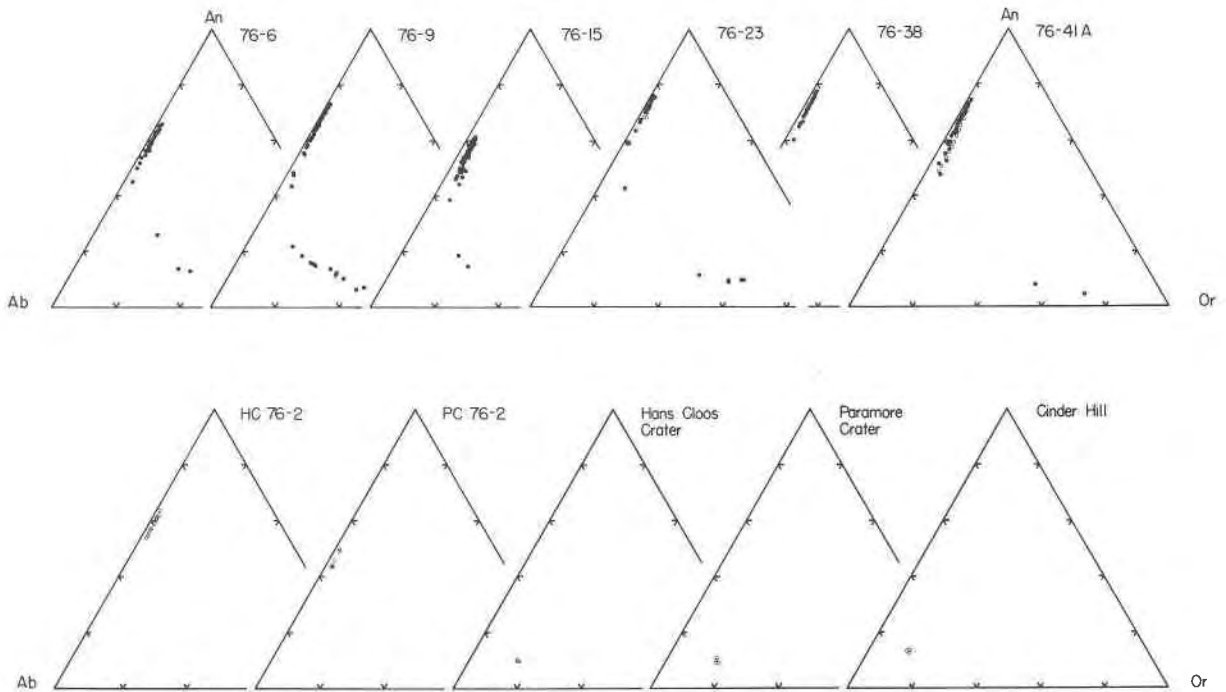 An
76-6
76-9
76-15
76-23
76-38
An
76-41A
Ab
Or
HC 76-2
PC 76-2
Hans Cloos
Crater
Paramore
Crater
Cinder Hill
Ab
Or